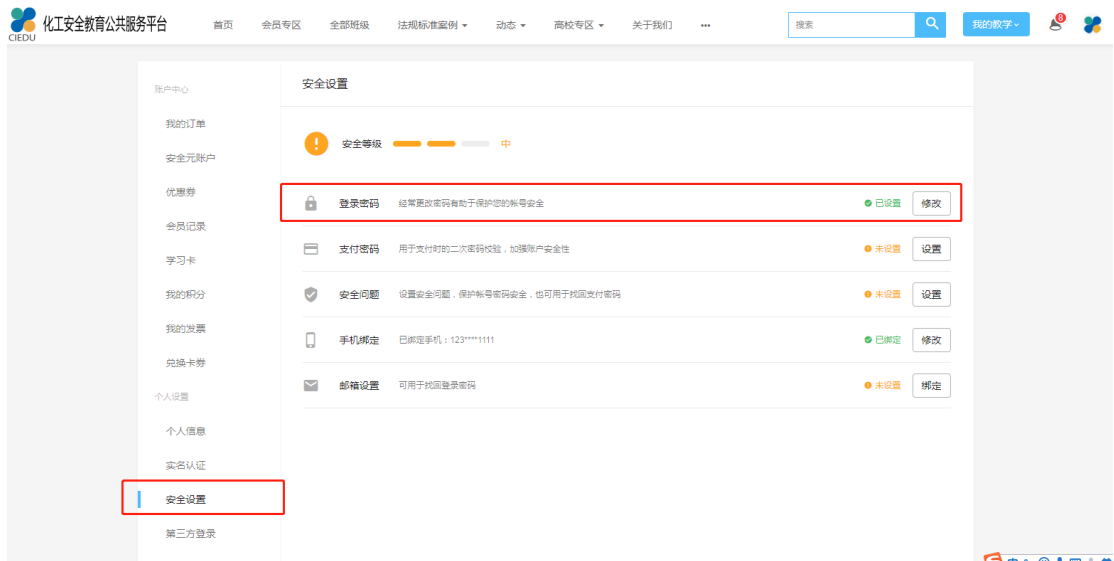 CIEDU
化工安全教育公共服务平台
首页 会员专区 全部班级 法规标准案例 动态 高校专区 关于我们 •••
搜索
我的教学
8
账户中心
我的订单
安全元账户
优惠券
会员记录
学习卡
我的积分
我的发票
兑换卡券
个人设置
个人信息
实名认证
安全设置
第三方登录
安全设置
安全等级 中
登录密码 经常更改密码有助于保护您的帐号安全 已设置 修改
支付密码 用于支付时的二次密码校验，加强账户安全性 未设置 设置
安全问题 设置安全问题，保护帐号密码安全，也可用于找回支付密码 未设置 设置
手机绑定 已绑定手机：123****1111 已绑定 修改
邮箱设置 可用于找回登录密码 未设置 绑定